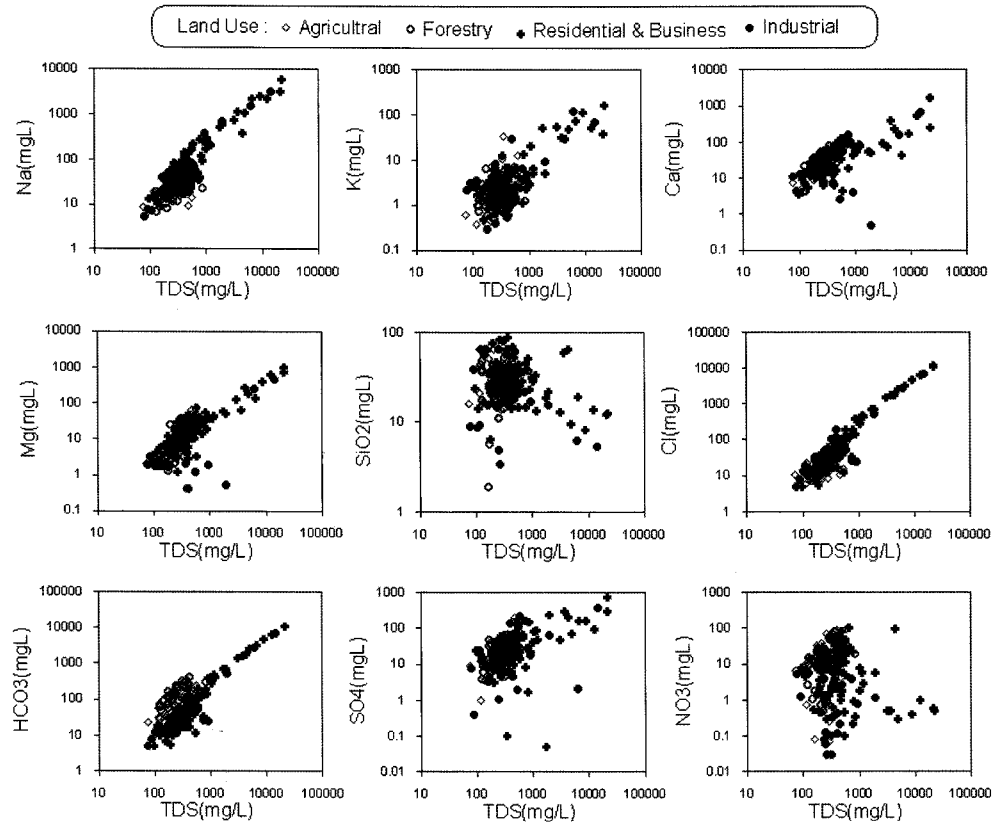 Land Use : ◇ Agricultral ○ Forestry ✚ Residential & Business ● Industrial
Na(mgL)
10000
1000
100
10
1
10 100 1000 10000 100000
TDS(mg/L)
K(mgL)
1000
100
10
1
0.1
10 100 1000 10000 100000
TDS(mg/L)
Ca(mgL)
10000
1000
100
10
1
0.1
10 100 1000 10000 100000
TDS(mg/L)
Mg(mgL)
10000
1000
100
10
1
0.1
10 100 1000 10000 100000
TDS(mg/L)
SiO2(mgL)
100
10
1
10 100 1000 10000 100000
TDS(mg/L)
Cl(mgL)
100000
10000
1000
100
10
1
10 100 1000 10000 100000
TDS(mg/L)
HCO3(mgL)
100000
10000
1000
100
10
1
10 100 1000 10000 100000
TDS(mg/L)
SO4(mgL)
1000
100
10
1
0.1
0.01
10 100 1000 10000 100000
TDS(mg/L)
NO3(mgL)
1000
100
10
1
0.1
0.01
10 100 1000 10000 100000
TDS(mg/L)